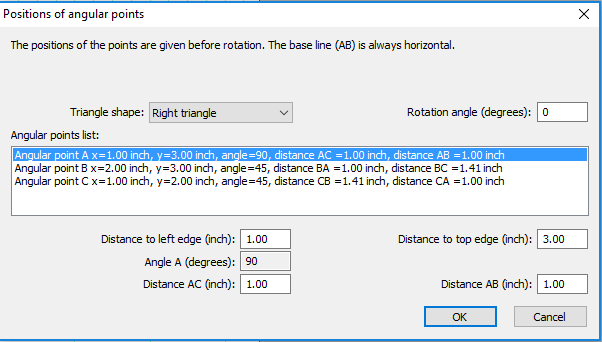 Positions of angular points
The positions of the points are given before rotation. The base line (AB) is always horizontal.
Triangle shape: Right triangle Rotation angle (degrees): 0
Angular points list:
Angular point A x=1.00 inch, y=3.00 inch, angle=90, distance AC =1.00 inch, distance AB =1.00 inch
Angular point B x=2.00 inch, y=3.00 inch, angle=45, distance BA =1.00 inch, distance BC =1.41 inch
Angular point C x=1.00 inch, y=2.00 inch, angle=45, distance CB =1.41 inch, distance CA =1.00 inch
Distance to left edge (inch): 1.00 Distance to top edge (inch): 3.00
Angle A (degrees): 90
Distance AC (inch): 1.00 Distance AB (inch): 1.00
OK Cancel